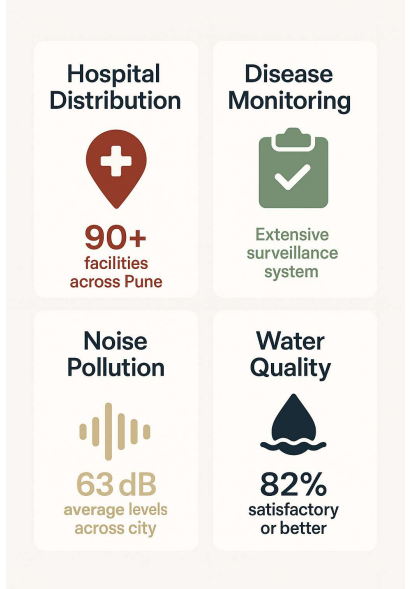 Hospital
Distribution
90+
facilities
across Pune
Disease
Monitoring
Extensive
surveillance
system
Noise
Pollution
63 dB
average levels
across city
Water
Quality
82%
satisfactory
or better